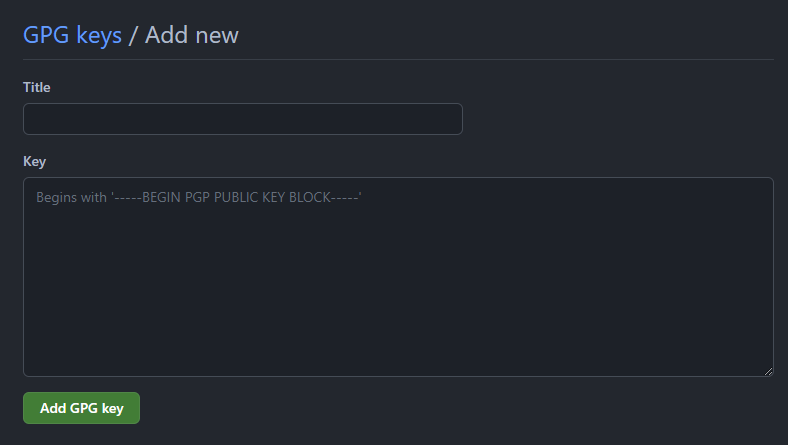 GPG keys / Add new
Title
Key
Begins with '-----BEGIN PGP PUBLIC KEY BLOCK-----'
Add GPG key